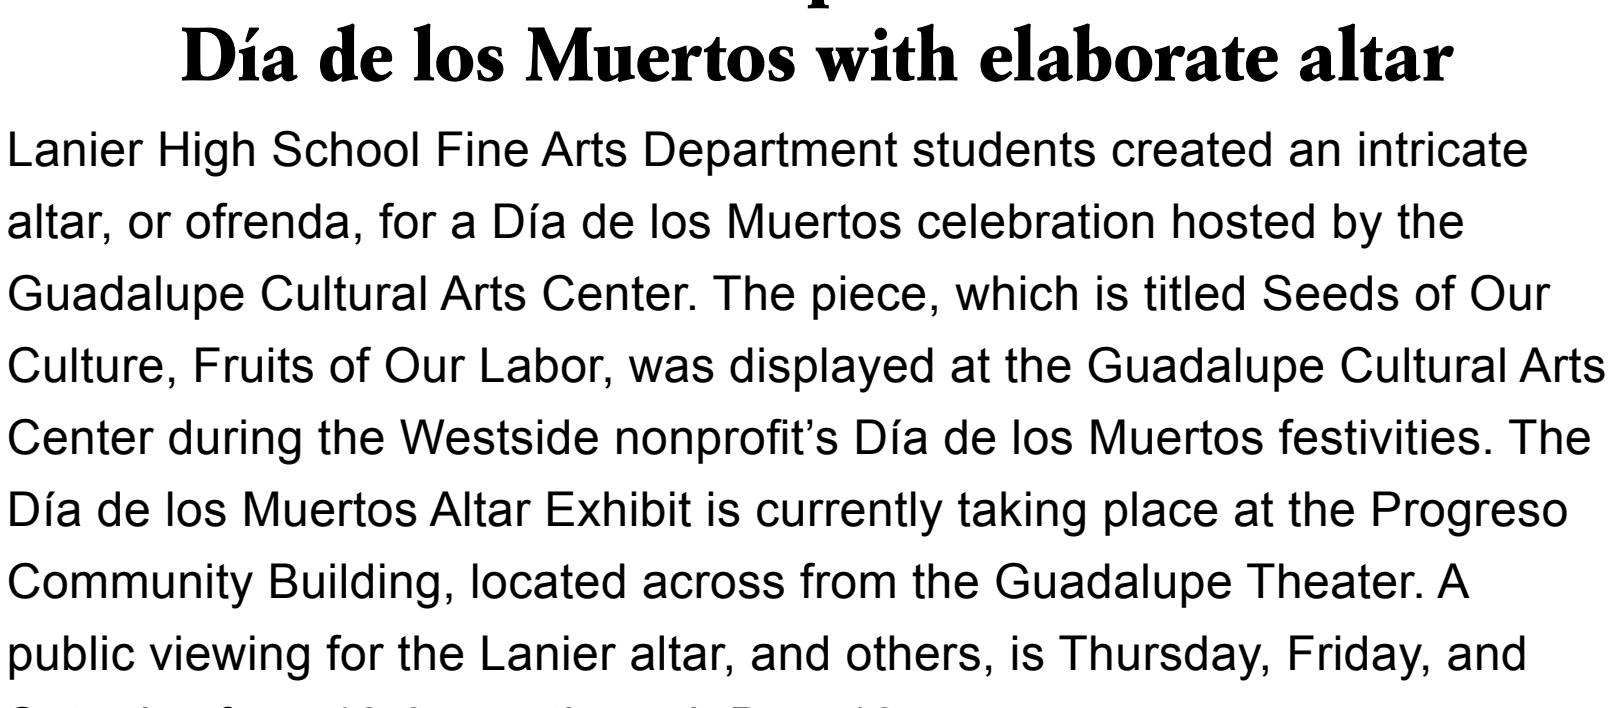 Día de los Muertos with elaborate altar
Lanier High School Fine Arts Department students created an intricate
altar, or ofrenda, for a Día de los Muertos celebration hosted by the
Guadalupe Cultural Arts Center. The piece, which is titled Seeds of Our
Culture, Fruits of Our Labor, was displayed at the Guadalupe Cultural Arts
Center during the Westside nonprofit’s Día de los Muertos festivities. The
Día de los Muertos Altar Exhibit is currently taking place at the Progreso
Community Building, located across from the Guadalupe Theater. A
public viewing for the Lanier altar, and others, is Thursday, Friday, and